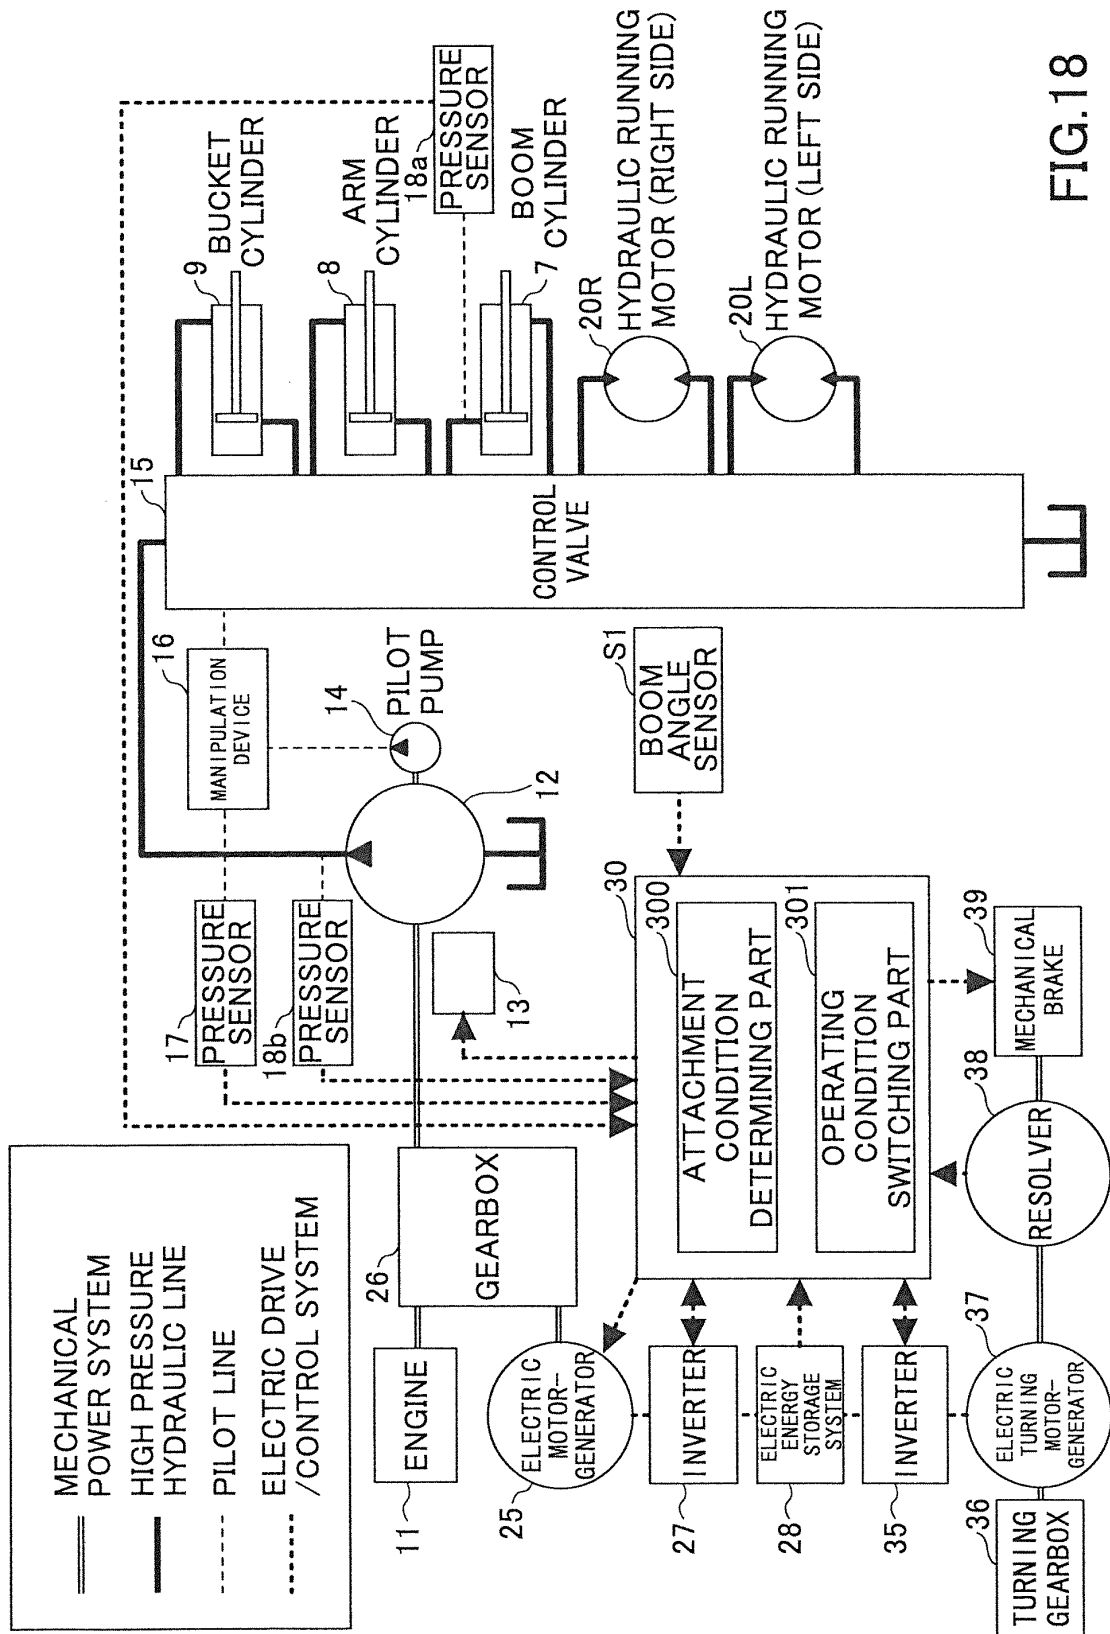 MECHANICAL
POWER SYSTEM
HIGH PRESSURE
HYDRAULIC LINE
PILOT LINE
ELECTRIC DRIVE
/CONTROL SYSTEM
11
ENGINE
26
GEARBOX
25
ELECTRIC
MOTOR-
GENERATOR
27
INVERTER
28
ELECTRIC
ENERGY
STORAGE
SYSTEM
35
INVERTER
36
TURNING
GEARBOX
37
ELECTRIC
TURNING
MOTOR-
GENERATOR
38
RESOLVER
39
MECHANICAL
BRAKE
30
300
ATTACHMENT
CONDITION
DETERMINING PART
301
OPERATING
CONDITION
SWITCHING PART
13
17
PRESSURE
SENSOR
18b
PRESSURE
SENSOR
12
14
PILOT
PUMP
16
MANIPULATION
DEVICE
S1
BOOM
ANGLE
SENSOR
15
CONTROL
VALVE
9
BUCKET
CYLINDER
8
ARM
CYLINDER
18a
PRESSURE
SENSOR
7
BOOM
CYLINDER
20R
HYDRAULIC RUNNING
MOTOR (RIGHT SIDE)
20L
HYDRAULIC RUNNING
MOTOR (LEFT SIDE)
FIG.18